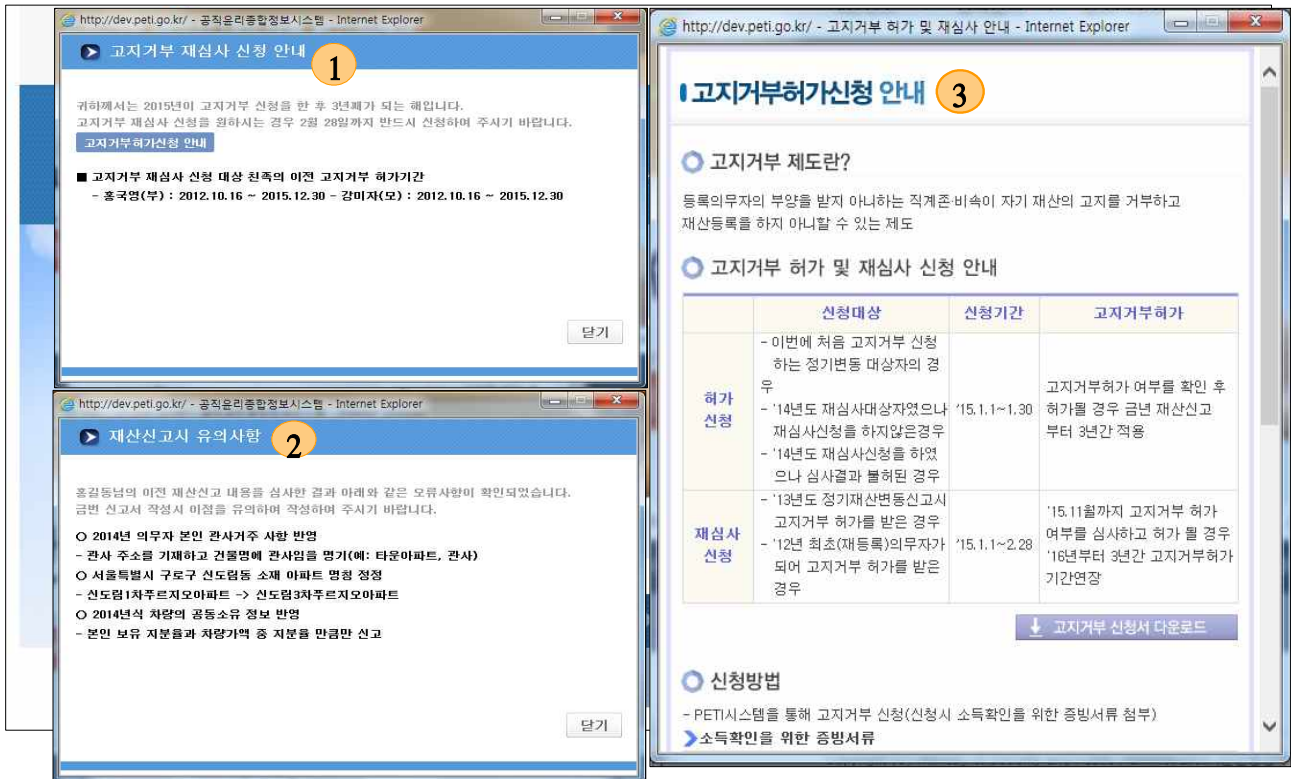 http://dev.peti.go.kr/ - 공직윤리종합정보시스템 - Internet Explorer
고지거부 재심사 신청 안내
1
귀하께서는 2015년이 고지거부 신청을 한 후 3년째가 되는 해입니다.
고지거부 재심사 신청을 원하시는 경우 2월 28일까지 반드시 신청하여 주시기 바랍니다.
고지거부허가신청 안내
■ 고지거부 재심사 신청 대상 친족의 이전 고지거부 허가기간
- 홍국영(부) : 2012.10.16 ~ 2015.12.30 - 강미자(모) : 2012.10.16 ~ 2015.12.30
닫기
http://dev.peti.go.kr/ - 공직윤리종합정보시스템 - Internet Explorer
재산신고시 유의사항
2
홍길동님의 이전 재산신고 내용을 심사한 결과 아래와 같은 오류사항이 확인되었습니다.
금번 신고서 작성시 이점을 유의하여 작성하여 주시기 바랍니다.
○ 2014년 의무자 본인 관사거주 사항 반영
- 관사 주소를 기재하고 건물명에 관사임을 명기(예: 타운아파트, 관사)
○ 서울특별시 구로구 신도림동 소재 아파트 명칭 정정
- 신도림1차푸르지오아파트 -> 신도림3차푸르지오아파트
○ 2014년식 차량의 공동소유 정보 반영
- 본인 보유 지분율과 차량가액 중 지분율 만큼만 신고
닫기
http://dev.peti.go.kr/ - 고지거부 허가 및 재심사 안내 - Internet Explorer
고지거부허가신청 안내
3
고지거부 제도란?
등록의무자의 부양을 받지 아니하는 직계존·비속이 자기 재산의 고지를 거부하고
재산등록을 하지 아니할 수 있는 제도
고지거부 허가 및 재심사 신청 안내
신청대상 신청기간 고지거부허가
허가
신청
- 이번에 처음 고지거부 신청
하는 정기변동 대상자의 경
우
- '14년도 재심사대상자였으나
재심사신청을 하지않은경우
- '14년도 재심사신청을 하였
으나 심사결과 불허된 경우
'15.1.1~1.30
고지거부허가 여부를 확인 후
허가될 경우 금년 재산신고
부터 3년간 적용
재심사
신청
- '13년도 정기재산변동신고시
고지거부 허가를 받은 경우
- '12년 최초(재등록)의무자가
되어 고지거부 허가를 받은
경우
'15.1.1~2.28
'15.11월까지 고지거부 허가
여부를 심사하고 허가 될 경우
'16년부터 3년간 고지거부허가
기간연장
고지거부 신청서 다운로드
신청방법
- PETI시스템을 통해 고지거부 신청(신청시 소득확인을 위한 증빙서류 첨부)
소득확인을 위한 증빙서류